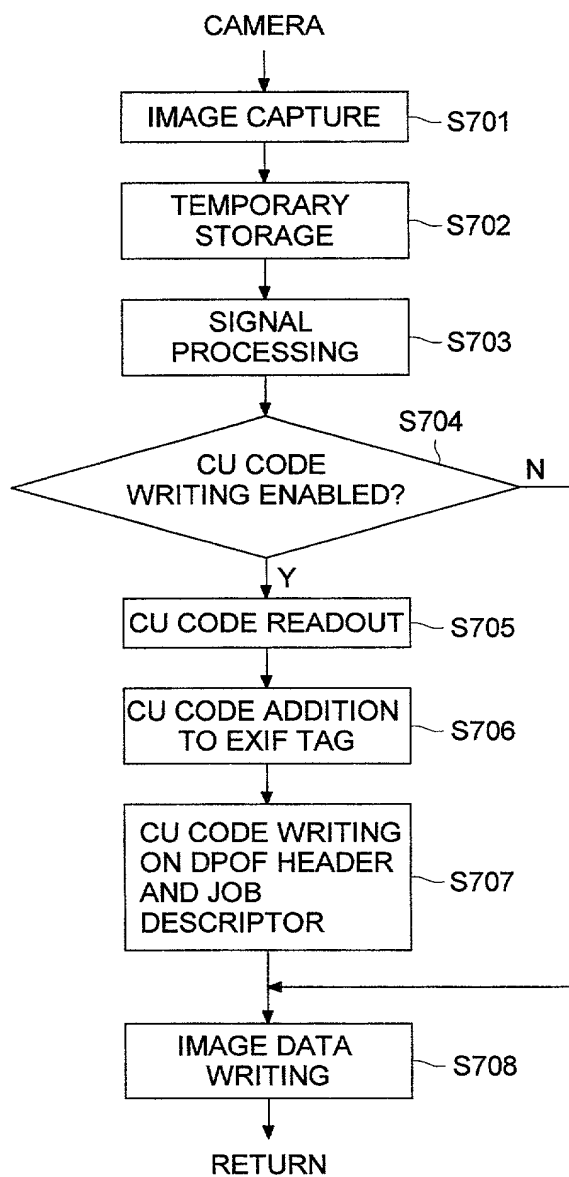 CAMERA
IMAGE CAPTURE
S701
TEMPORARY
STORAGE
S702
SIGNAL
PROCESSING
S703
S704
CU CODE
WRITING ENABLED?
N
Y
CU CODE READOUT
S705
CU CODE ADDITION
TO EXIF TAG
S706
CU CODE WRITING
ON DPOF HEADER
AND JOB
DESCRIPTOR
S707
IMAGE DATA
WRITING
S708
RETURN